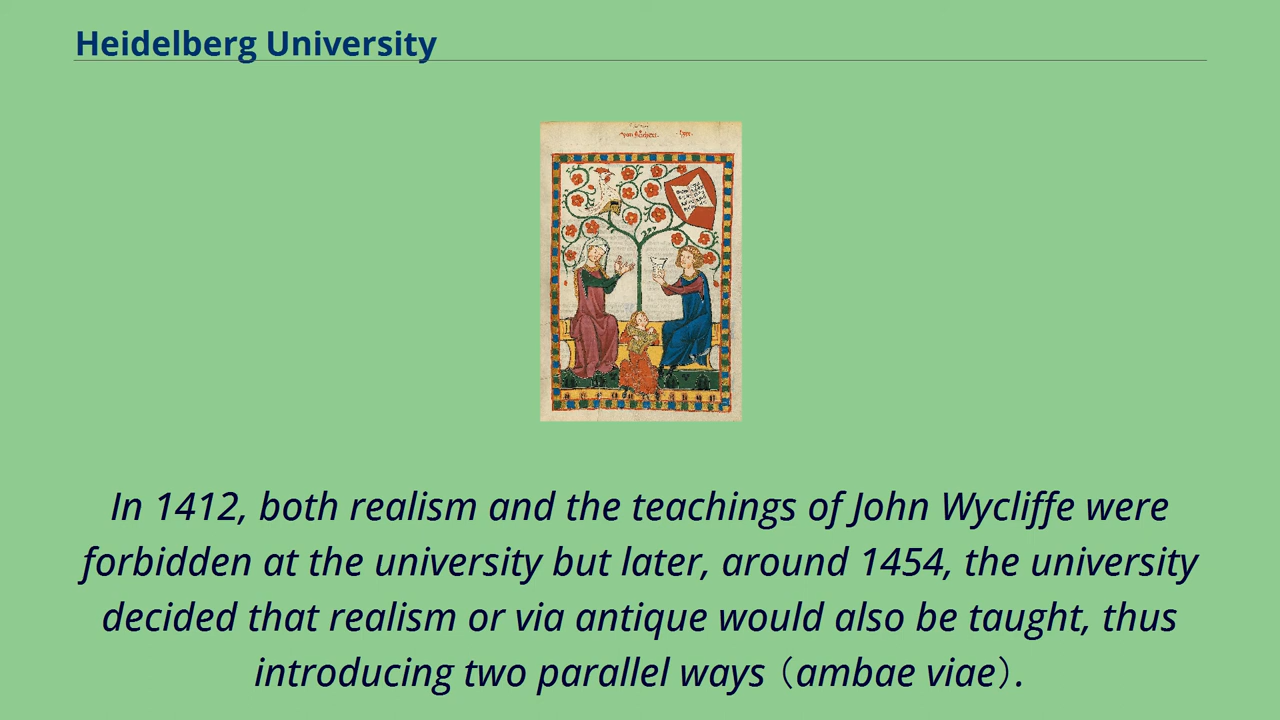 Heidelberg University
In 1412, both realism and the teachings of John Wycliffe were
forbidden at the university but later, around 1454, the university
decided that realism or via antique would also be taught, thus
introducing two parallel ways（ambae viae）.